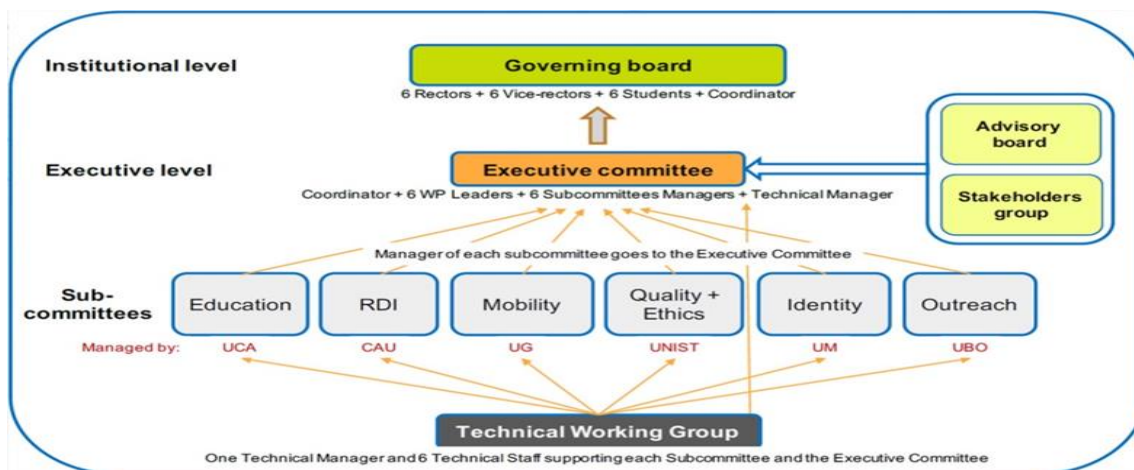 Institutional level
Governing board
6 Rectors + 6 Vice-rectors + 6 Students + Coordinator
Advisory
board
Executive level
Executive committee
Coordinator + 6 WP Leaders + 6 Subcommittees Managers + Technical Manager
Stakeholders
group
Manager of each subcommittee goes to the Executive Committee
Sub-
committees
Education
RDI
Mobility
Quality +
Ethics
Identity
Outreach
Managed by:
UCA
CAU
UG
UNIST
UM
UBO
Technical Working Group
One Technical Manager and 6 Technical Staff supporting each Subcommittee and the Executive Committee